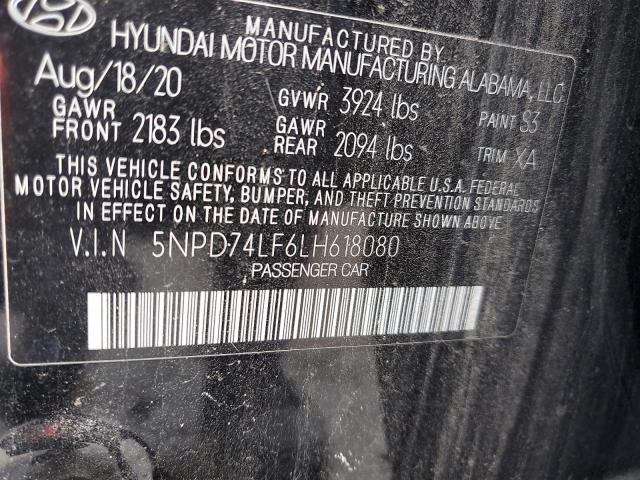 MANUFACTURED BY
HYUNDAI MOTOR MANUFACTURING ALABAMA, LLC
Aug/18/20 GVWR 3924 lbs PAINT S3
GAWR FRONT 2183 lbs GAWR REAR 2094 lbs TRIM XA
THIS VEHICLE CONFORMS TO ALL APPLICABLE U.S.A. FEDERAL
MOTOR VEHICLE SAFETY, BUMPER, AND THEFT PREVENTION STANDARDS
IN EFFECT ON THE DATE OF MANUFACTURE SHOWN ABOVE
V.I.N 5NPD74LF6LH618080
PASSENGER CAR